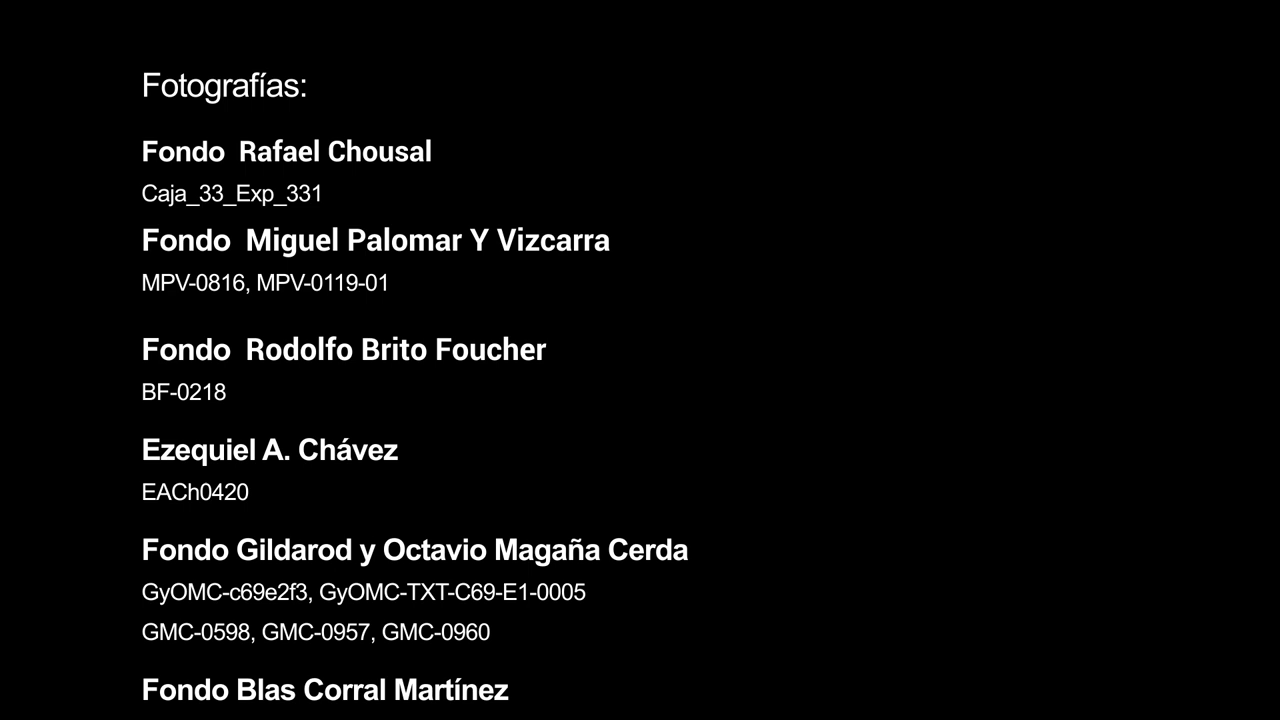 Fotografías:
Fondo Rafael Chousal
Caja_33_Exp_331
Fondo Miguel Palomar Y Vizcarra
MPV-0816, MPV-0119-01
Fondo Rodolfo Brito Foucher
BF-0218
Ezequiel A. Chávez
EACh0420
Fondo Gildarod y Octavio Magaña Cerda
GyOMC-c69e2f3, GyOMC-TXT-C69-E1-0005
GMC-0598, GMC-0957, GMC-0960
Fondo Blas Corral Martínez